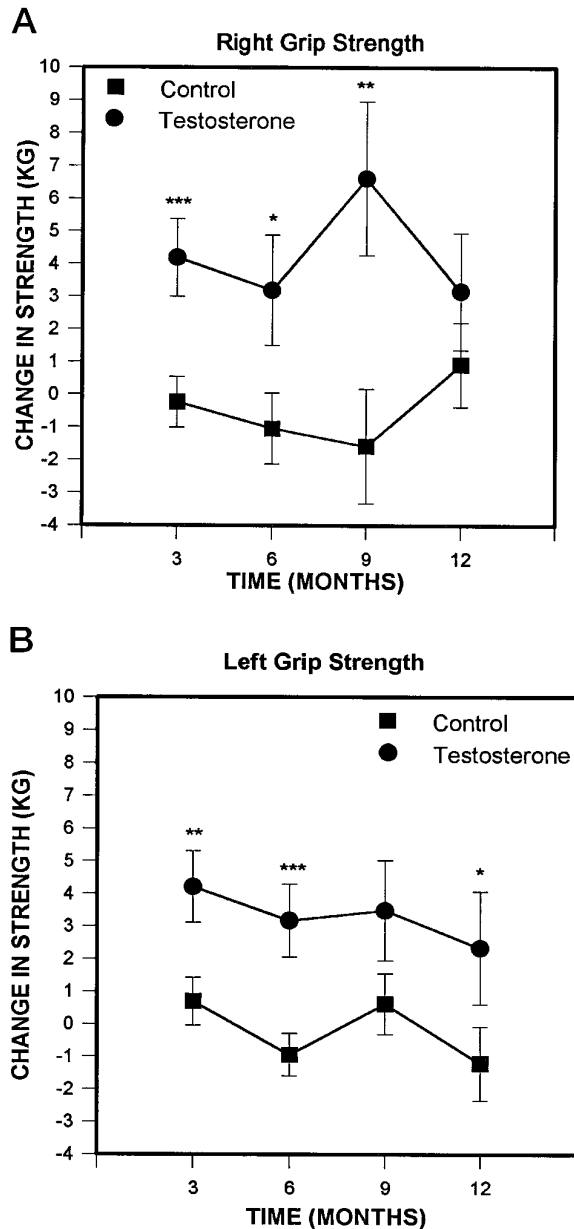 A
Right Grip Strength
Control
Testosterone
CHANGE IN STRENGTH (KG)
10
9
8
7
6
5
4
3
2
1
0
-1
-2
-3
-4
***
*
**
3 6 9 12
TIME (MONTHS)
B
Left Grip Strength
Control
Testosterone
CHANGE IN STRENGTH (KG)
10
9
8
7
6
5
4
3
2
1
0
-1
-2
-3
-4
**
***
*
3 6 9 12
TIME (MONTHS)